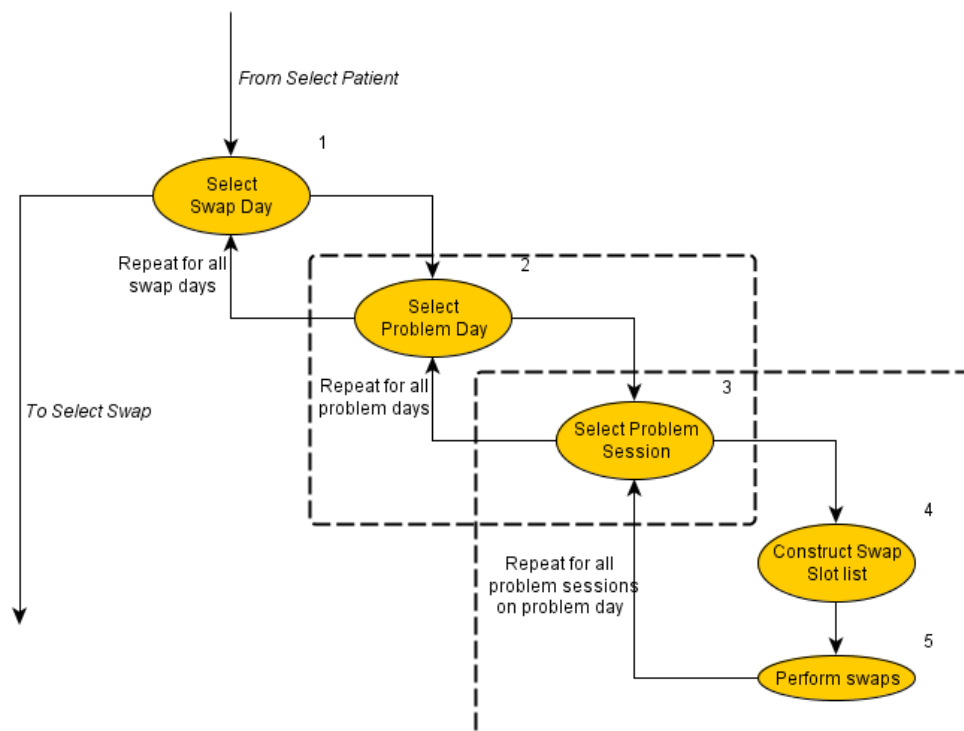 From Select Patient
1
Select
Swap Day
Repeat for all
swap days
2
Select
Problem Day
Repeat for all
problem days
3
To Select Swap
Select Problem
Session
4
Construct Swap
Slot list
Repeat for all
problem sessions
on problem day
5
Perform swaps